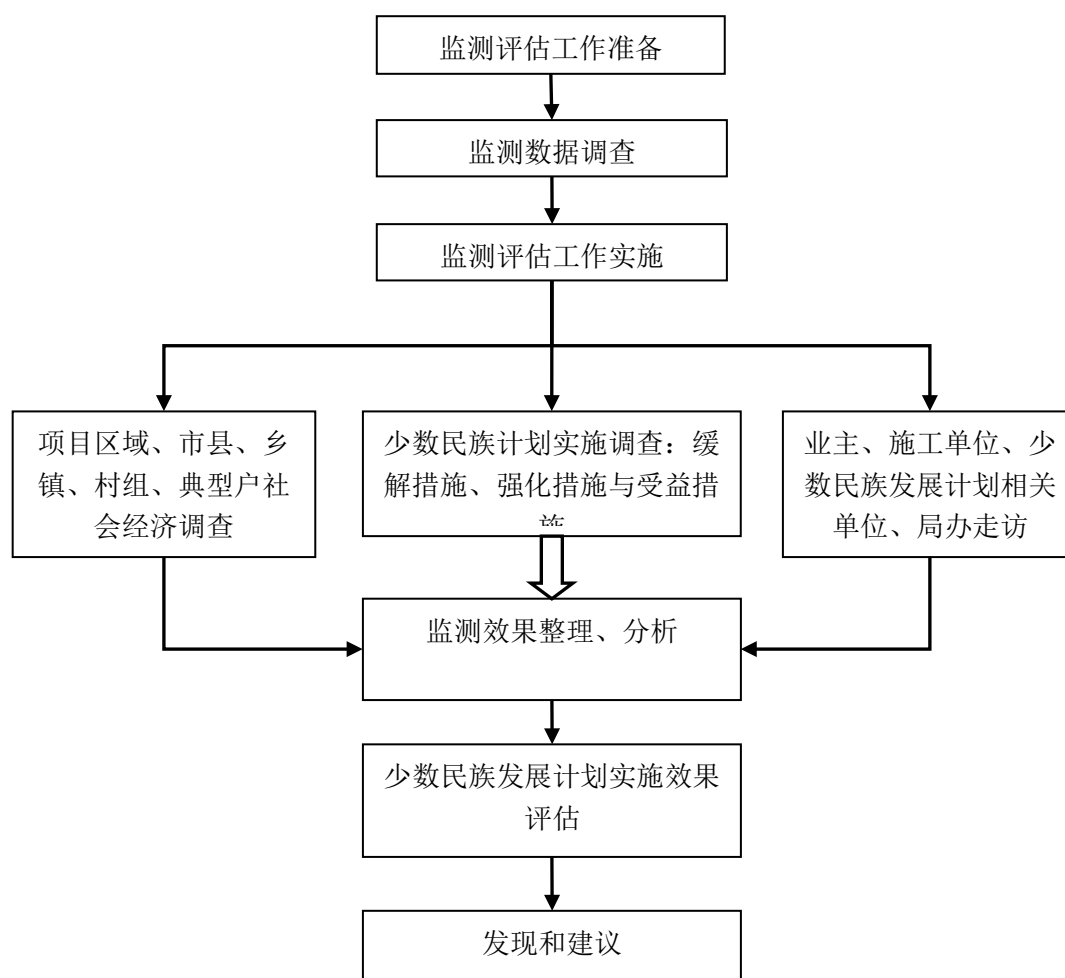 监测评估工作准备
监测数据调查
监测评估工作实施
项目区域、市县、乡
镇、村组、典型户社
会经济调查
少数民族计划实施调查：缓
解措施、强化措施与受益措
施
业主、施工单位、少
数民族发展计划相关
单位、局办走访
监测效果整理、分析
少数民族发展计划实施效果
评估
发现和建议